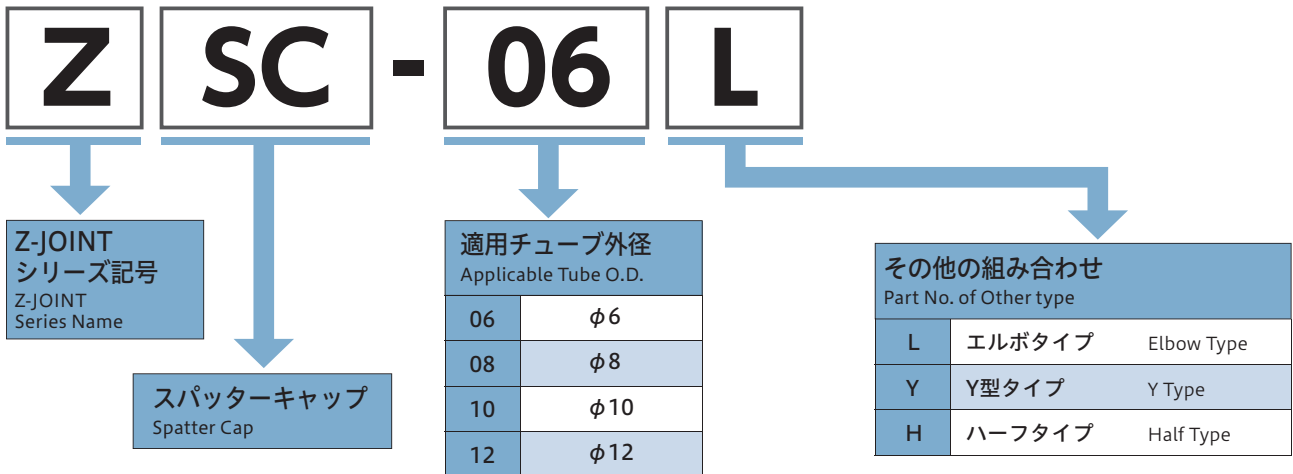 Z SC - 06 L
Z-JOINT
シリーズ記号
Z-JOINT
Series Name
スパッターキャップ
Spatter Cap
適用チューブ外径
Applicable Tube O.D.
06 φ6
08 φ8
10 φ10
12 φ12
その他の組み合わせ
Part No. of Other type
L エルボタイプ Elbow Type
Y Y型タイプ Y Type
H ハーフタイプ Half Type